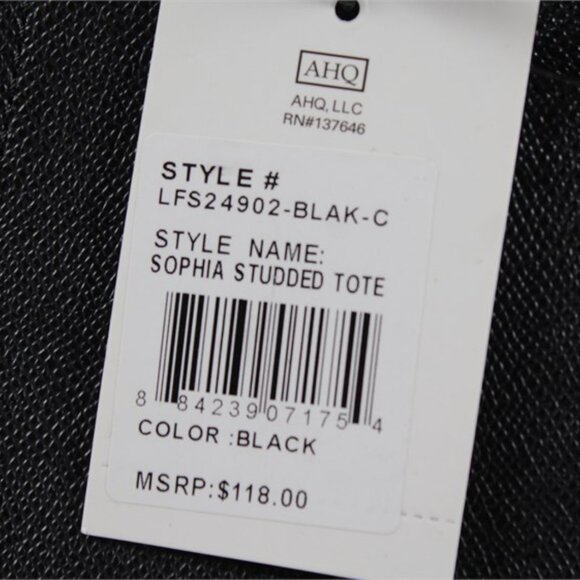 AHQ
AHQ, LLC
RN#137646
STYLE #
LFS24902-BLAK-C
STYLE NAME:
SOPHIA STUDDED TOTE
8 84239 07175 4
COLOR :BLACK
MSRP:$118.00